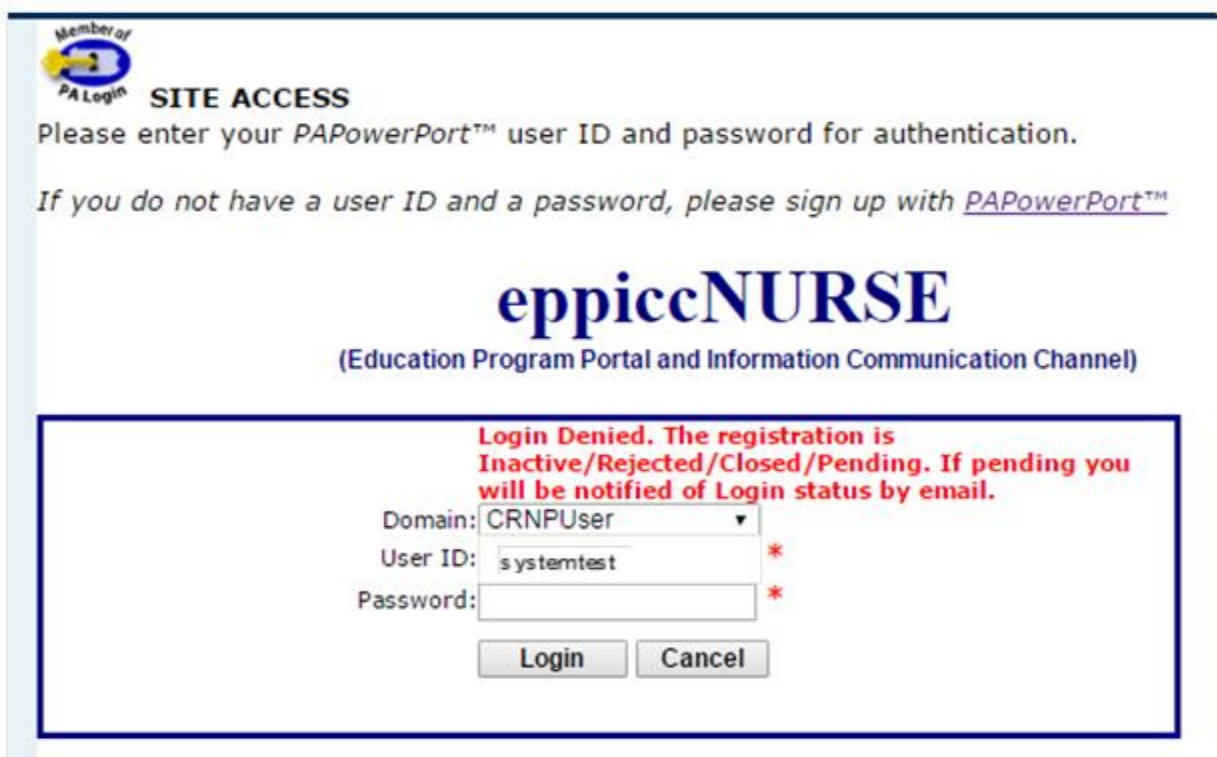 Member of
PA Login
SITE ACCESS
Please enter your PAPowerPort™ user ID and password for authentication.
If you do not have a user ID and a password, please sign up with PAPowerPort™
eppiccNURSE
(Education Program Portal and Information Communication Channel)
Login Denied. The registration is
Inactive/Rejected/Closed/Pending. If pending you
will be notified of Login status by email.
Domain: CRNPUser
User ID: systemtest *
Password: *
Login Cancel